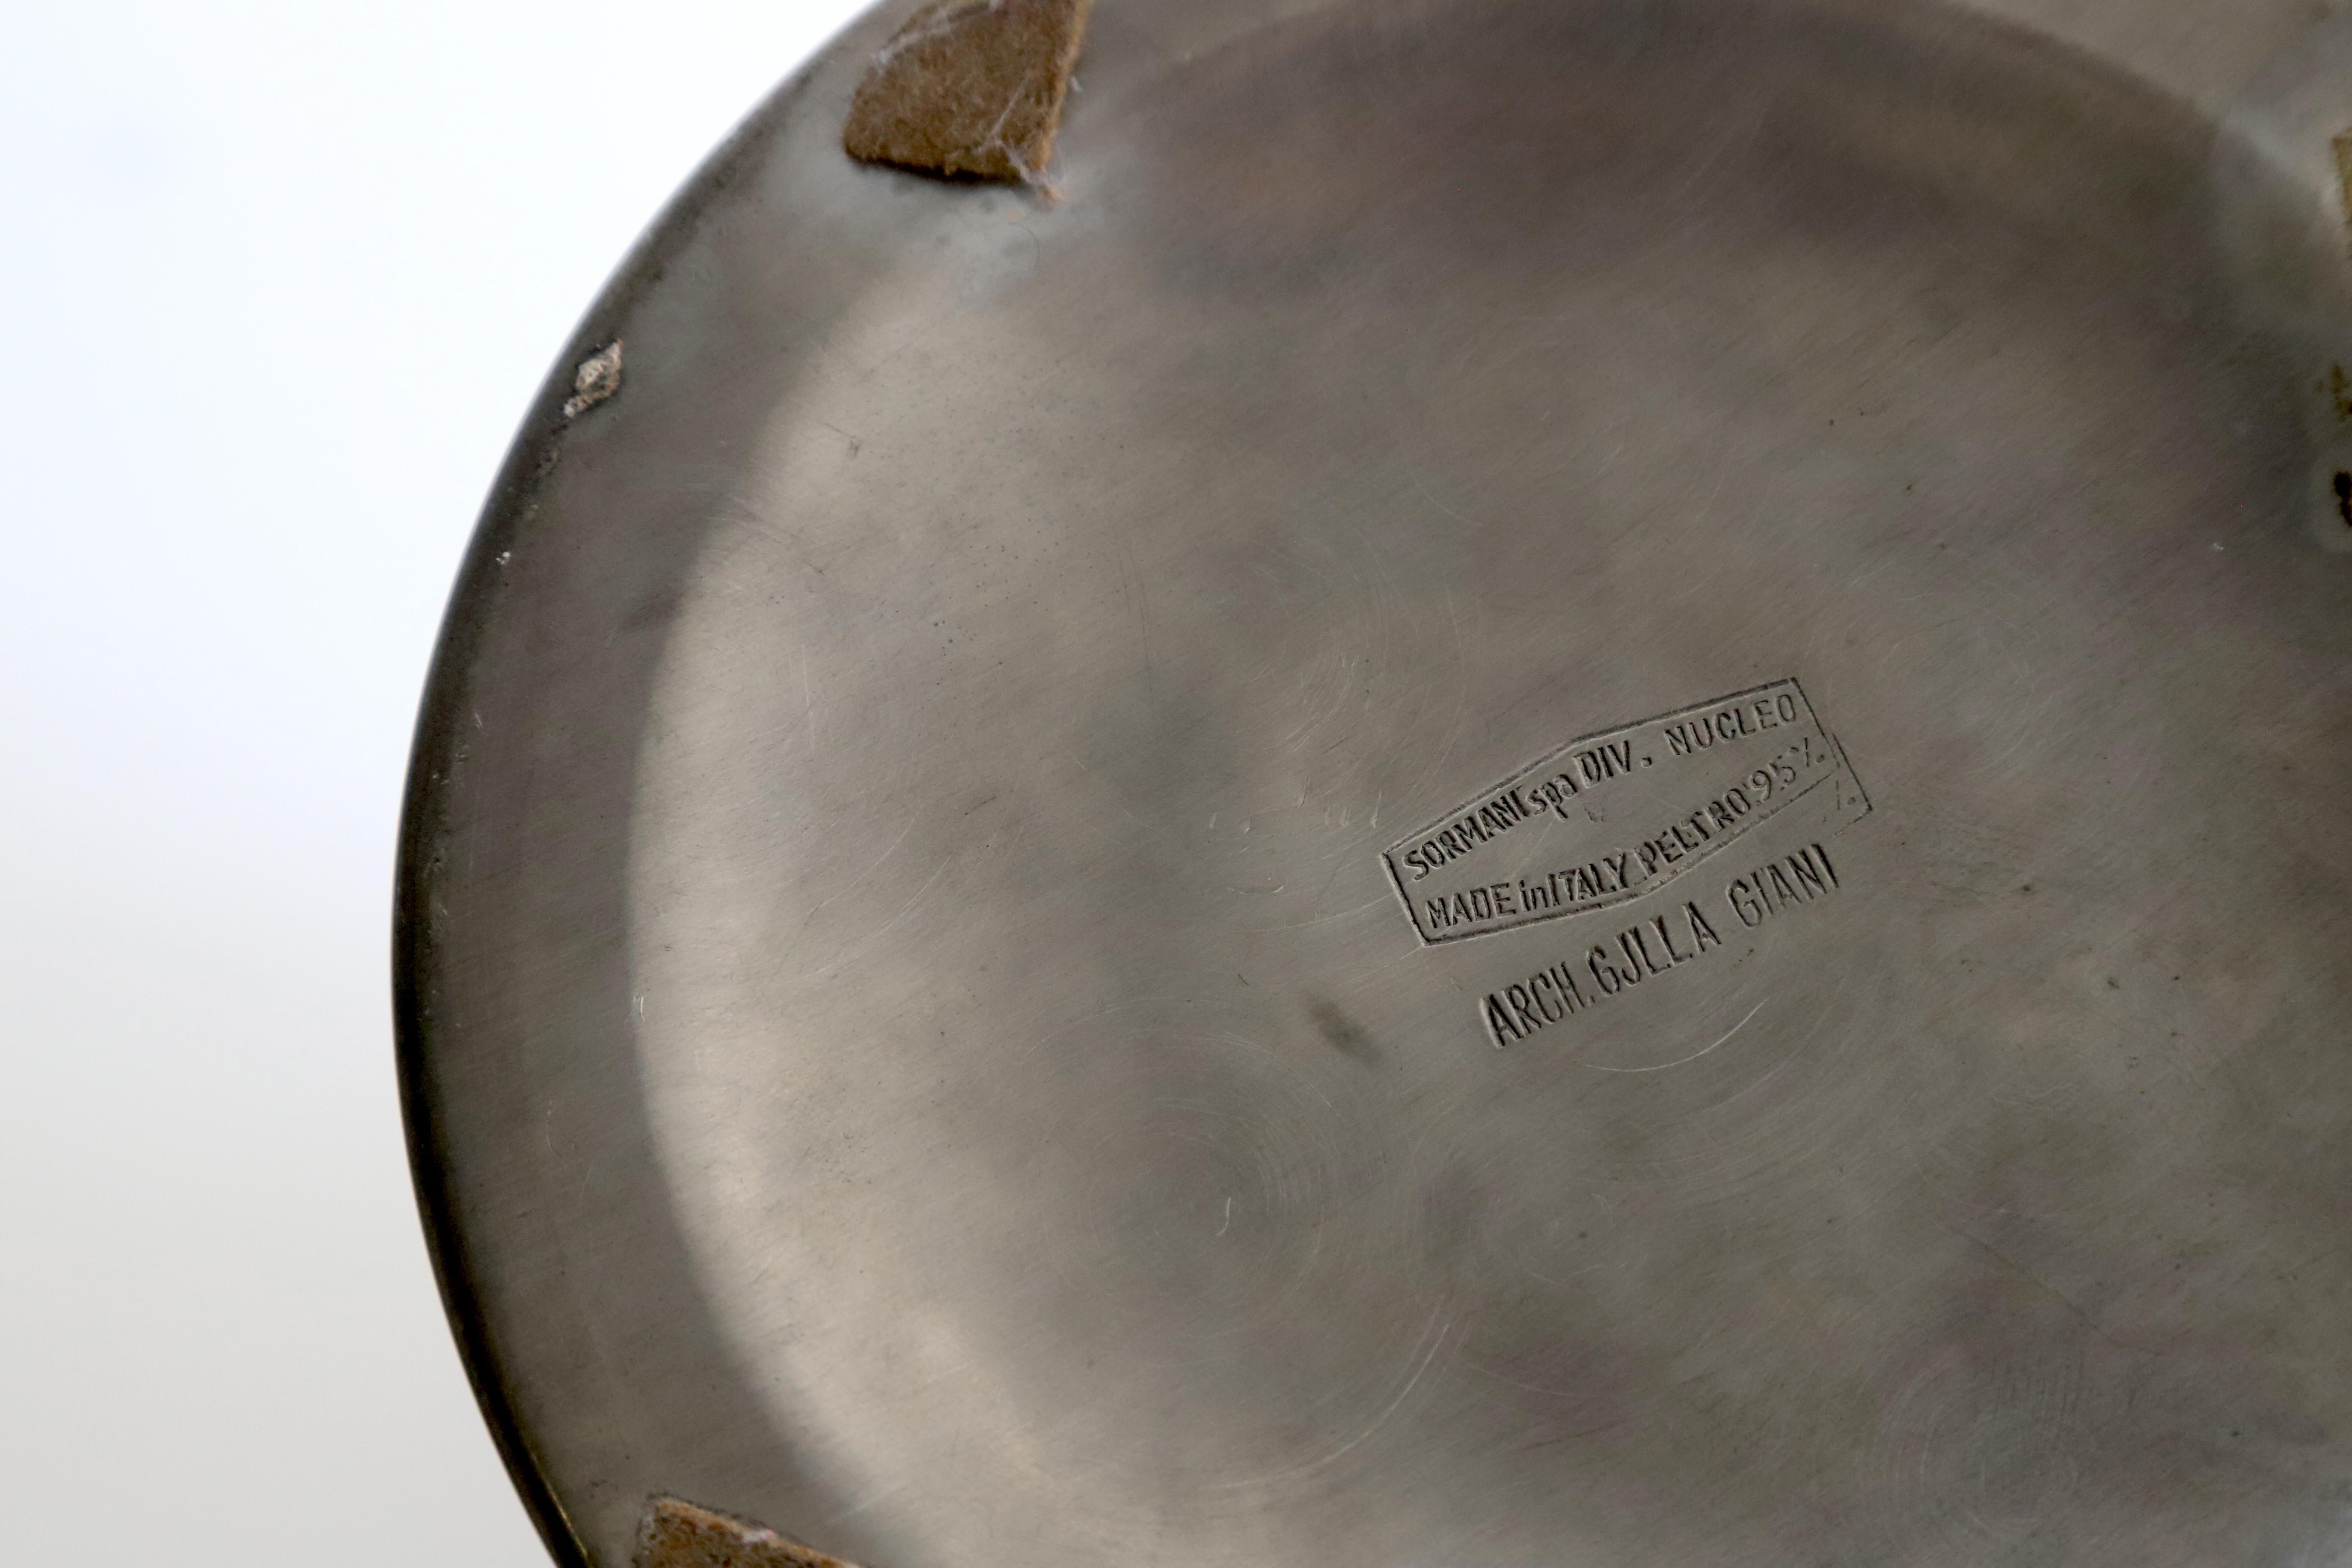 SORMANI spa DIV. NUCLEO
MADE in ITALY PELTRO 95%
ARCH. GJLLA GIANI